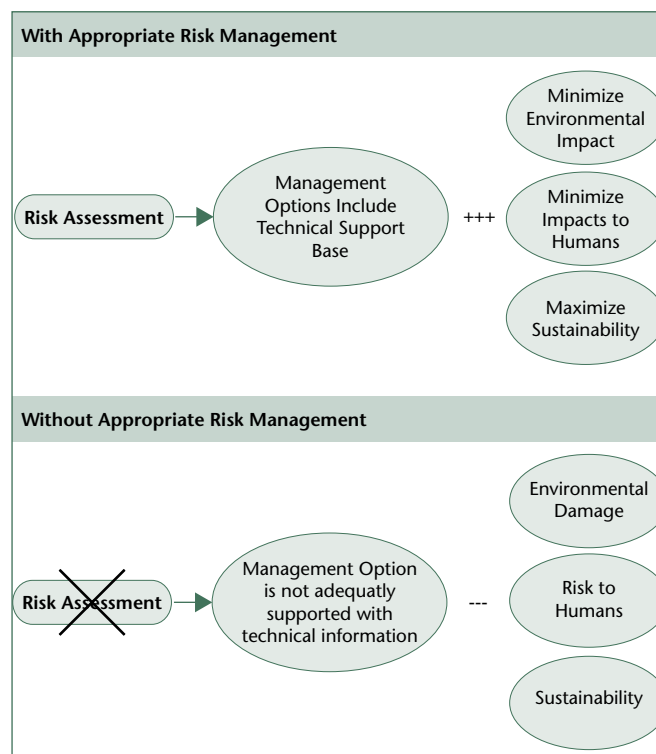 With Appropriate Risk Management
Risk Assessment
Management
Options Include
Technical Support
Base
+++
Minimize
Environmental
Impact
Minimize
Impacts to
Humans
Maximize
Sustainability
Without Appropriate Risk Management
Risk Assessment
Management Option
is not adequatly
supported with
technical information
---
Environmental
Damage
Risk to
Humans
Sustainability